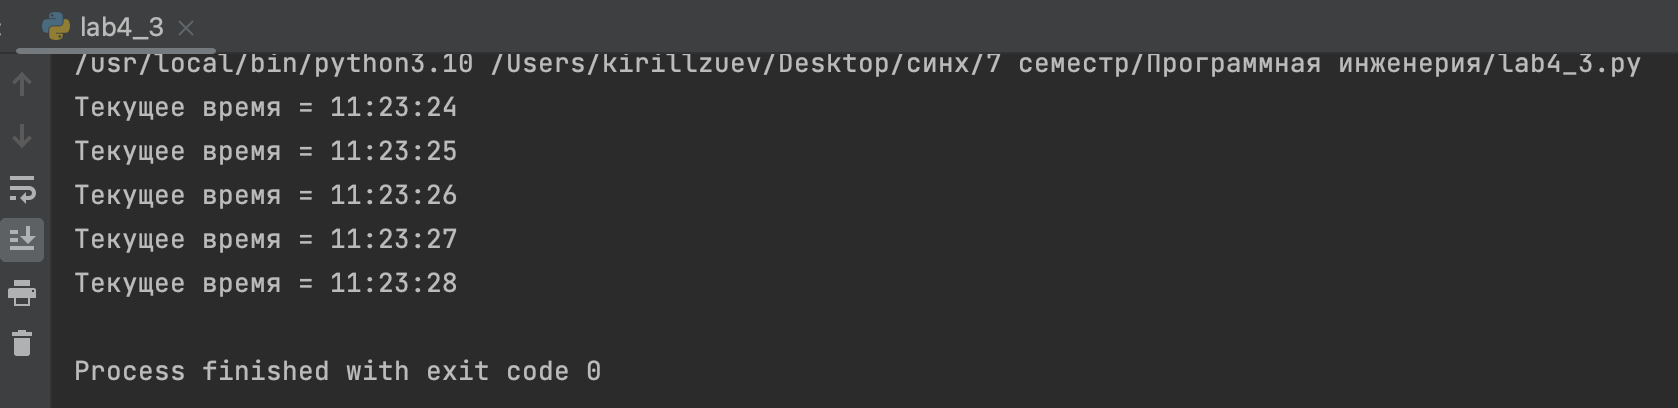 lab4_3
/usr/local/bin/python3.10 /Users/kirillzuev/Desktop/синх/7 семестр/Программная инженерия/lab4_3.py
Текущее время = 11:23:24
Текущее время = 11:23:25
Текущее время = 11:23:26
Текущее время = 11:23:27
Текущее время = 11:23:28
Process finished with exit code 0